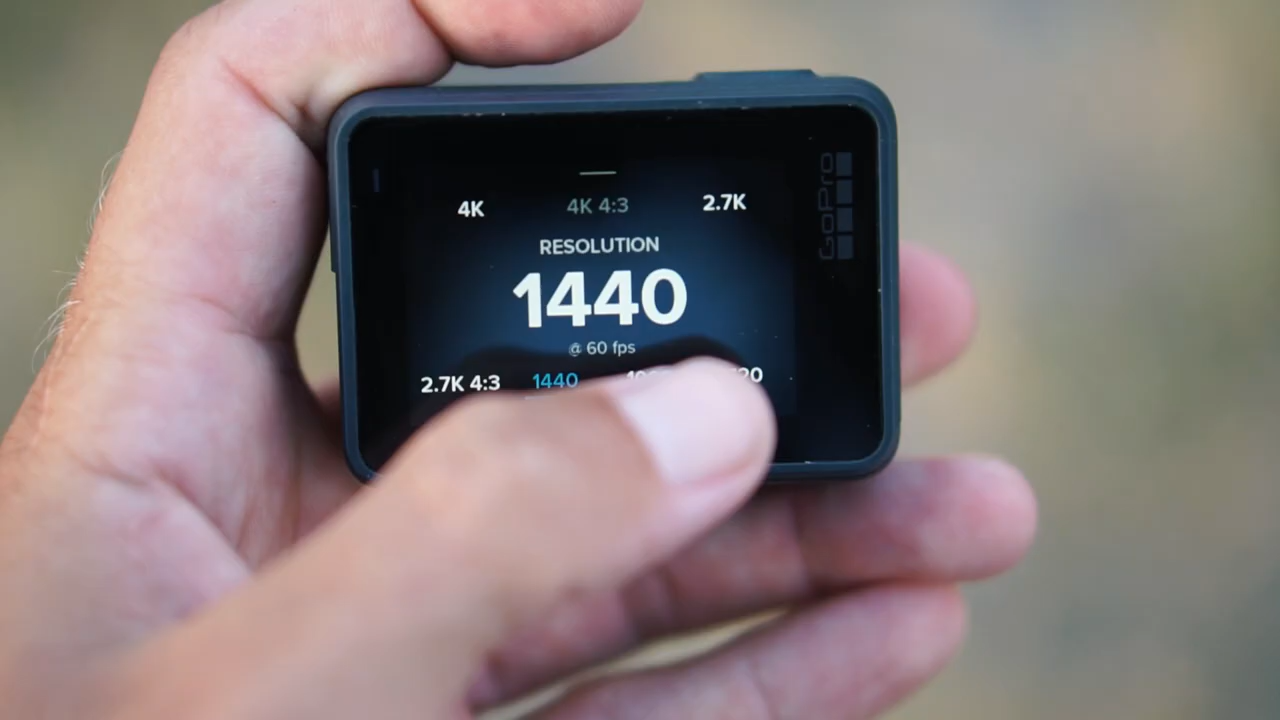 4K 4K 4:3 2.7K
RESOLUTION
1440
@ 60 fps
2.7K 4:3 1440
GoPro